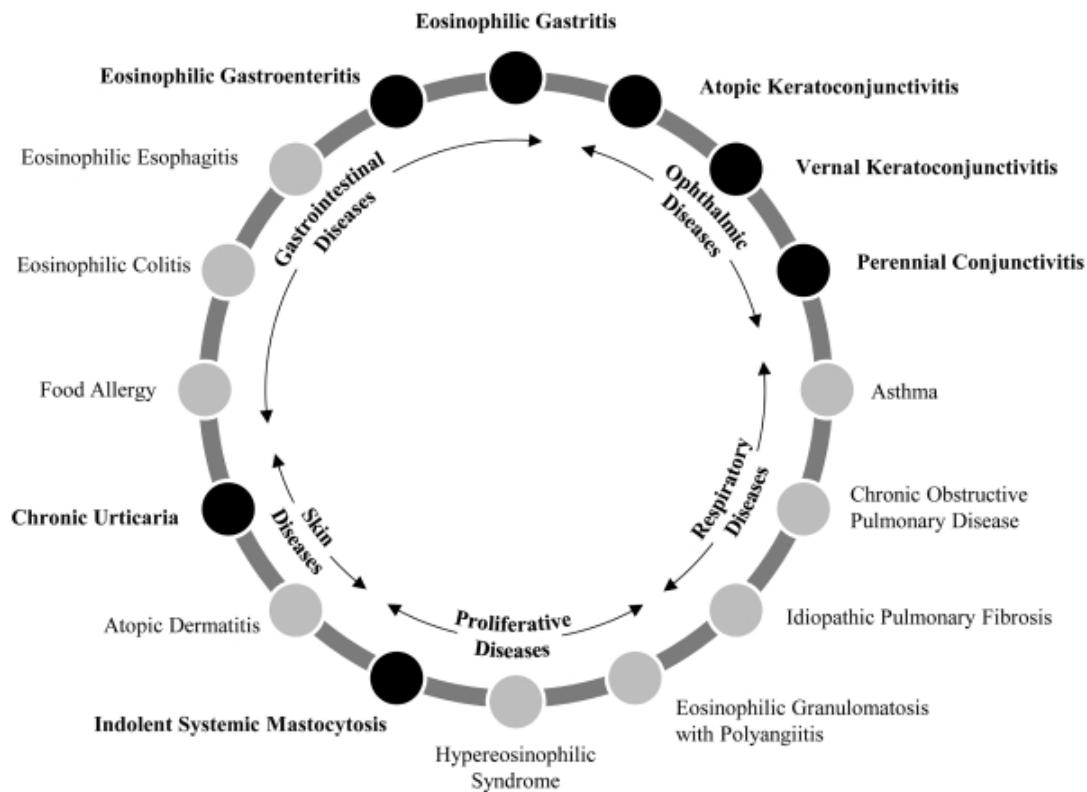 Eosinophilic Gastritis
Eosinophilic Gastroenteritis
Atopic Keratoconjunctivitis
Eosinophilic Esophagitis
Vernal Keratoconjunctivitis
Gastrointestinal
Diseases
Ophthalmic
Diseases
Eosinophilic Colitis
Perennial Conjunctivitis
Food Allergy
Asthma
Chronic Urticaria
Skin
Diseases
Respiratory
Diseases
Chronic Obstructive
Pulmonary Disease
Atopic Dermatitis
Proliferative
Diseases
Idiopathic Pulmonary Fibrosis
Indolent Systemic Mastocytosis
Hypereosinophilic
Syndrome
Eosinophilic Granulomatosis
with Polyangiitis